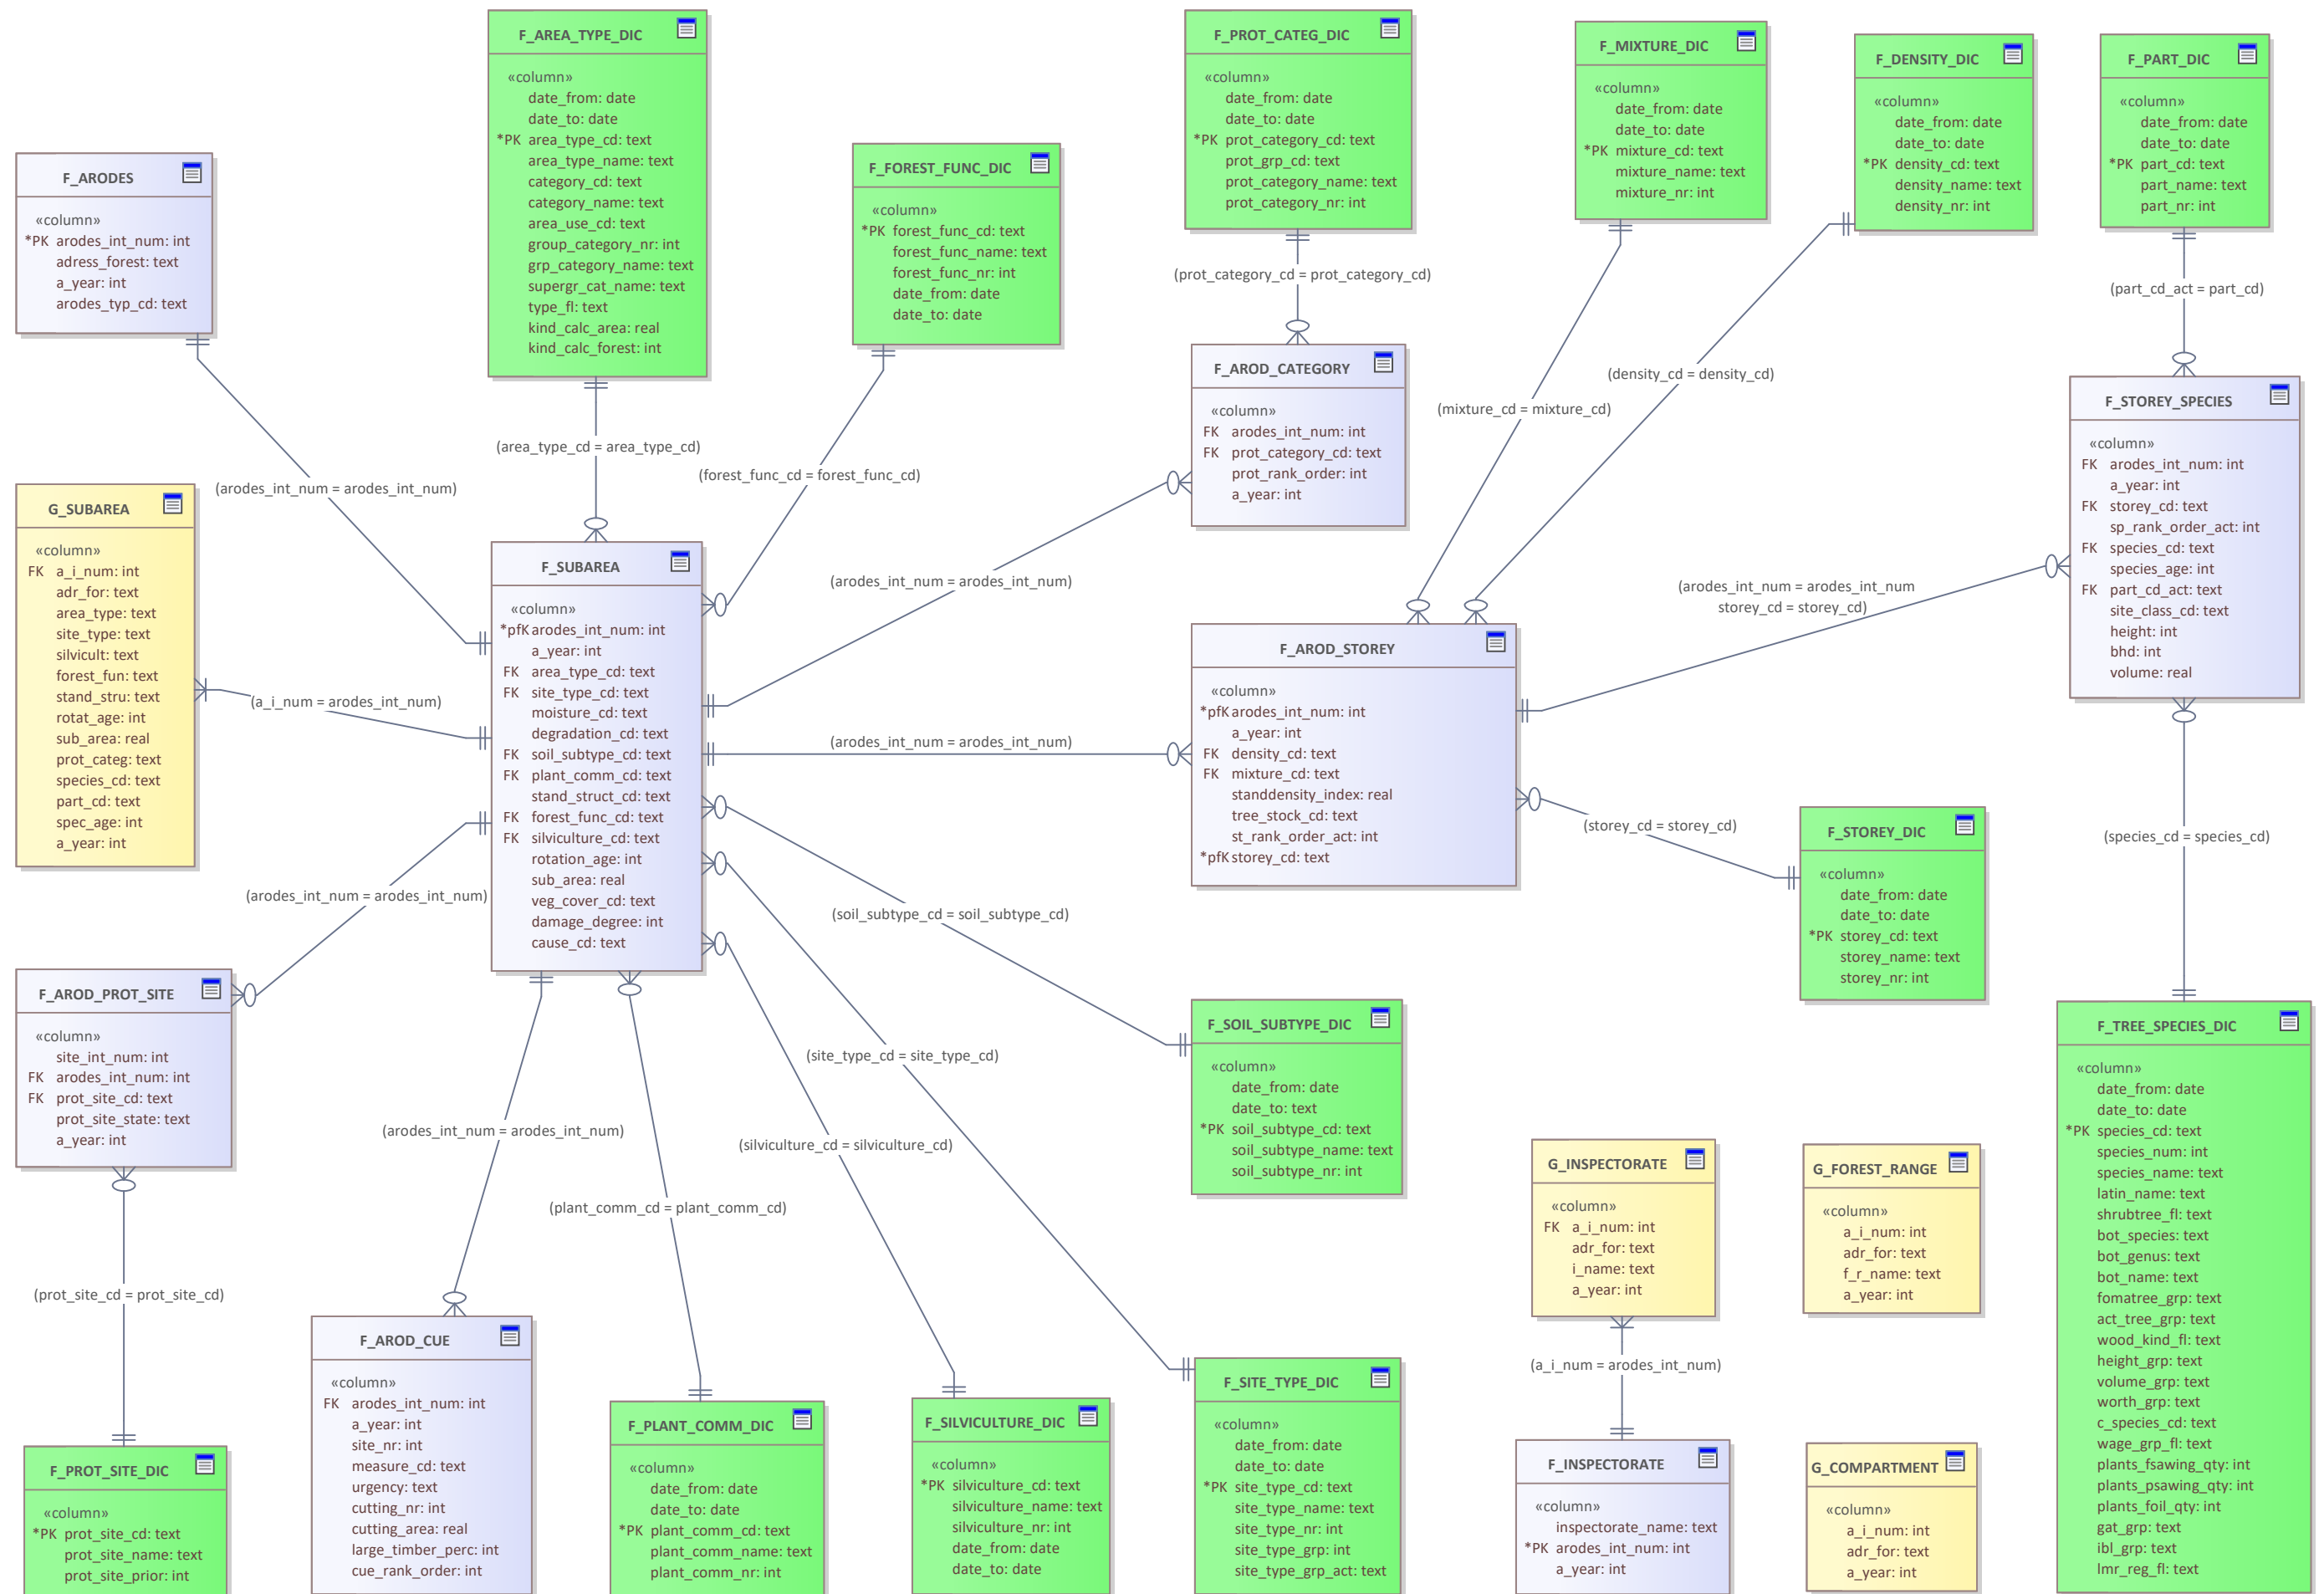 F_AREA_TYPE_DIC
«column»
date_from: date
date_to: date
*PK area_type_cd: text
area_type_name: text
category_cd: text
category_name: text
area_use_cd: text
group_category_nr: int
grp_category_name: text
supergr_cat_name: text
type_fl: text
kind_calc_area: real
kind_calc_forest: int
F_PROT_CATEG_DIC
«column»
date_from: date
date_to: date
*PK prot_category_cd: text
prot_grp_cd: text
prot_category_name: text
prot_category_nr: int
F_MIXTURE_DIC
«column»
date_from: date
date_to: date
*PK mixture_cd: text
mixture_name: text
mixture_nr: int
F_DENSITY_DIC
«column»
date_from: date
date_to: date
*PK density_cd: text
density_name: text
density_nr: int
F_PART_DIC
«column»
date_from: date
date_to: date
*PK part_cd: text
part_name: text
part_nr: int
F_ARODES
«column»
*PK arodes_int_num: int
adress_forest: text
a_year: int
arodes_typ_cd: text
F_FOREST_FUNC_DIC
«column»
*PK forest_func_cd: text
forest_func_name: text
forest_func_nr: int
date_from: date
date_to: date
(prot_category_cd = prot_category_cd)
(part_cd_act = part_cd)
F_AROD_CATEGORY
«column»
FK arodes_int_num: int
FK prot_category_cd: text
prot_rank_order: int
a_year: int
(density_cd = density_cd)
(mixture_cd = mixture_cd)
F_STOREY_SPECIES
«column»
FK arodes_int_num: int
a_year: int
FK storey_cd: text
sp_rank_order_act: int
FK species_cd: text
species_age: int
FK part_cd_act: text
site_class_cd: text
height: int
bhd: int
volume: real
(area_type_cd = area_type_cd)
(forest_func_cd = forest_func_cd)
(arodes_int_num = arodes_int_num)
G_SUBAREA
«column»
FK a_i_num: int
adr_for: text
area_type: text
site_type: text
silvicult: text
forest_fun: text
stand_stru: text
rotat_age: int
sub_area: real
prot_categ: text
species_cd: text
part_cd: text
spec_age: int
a_year: int
F_SUBAREA
«column»
*pfK arodes_int_num: int
a_year: int
FK area_type_cd: text
FK site_type_cd: text
moisture_cd: text
degradation_cd: text
FK soil_subtype_cd: text
FK plant_comm_cd: text
stand_struct_cd: text
FK forest_func_cd: text
FK silviculture_cd: text
rotation_age: int
sub_area: real
veg_cover_cd: text
damage_degree: int
cause_cd: text
(arodes_int_num = arodes_int_num)
(arodes_int_num = arodes_int_num
storey_cd = storey_cd)
F_AROD_STOREY
«column»
*pfK arodes_int_num: int
a_year: int
FK density_cd: text
FK mixture_cd: text
standdensity_index: real
tree_stock_cd: text
st_rank_order_act: int
*pfK storey_cd: text
(a_i_num = arodes_int_num)
(arodes_int_num = arodes_int_num)
(storey_cd = storey_cd)
(species_cd = species_cd)
F_STOREY_DIC
«column»
date_from: date
date_to: date
*PK storey_cd: text
storey_name: text
storey_nr: int
(arodes_int_num = arodes_int_num)
(soil_subtype_cd = soil_subtype_cd)
F_AROD_PROT_SITE
«column»
site_int_num: int
FK arodes_int_num: int
FK prot_site_cd: text
prot_site_state: text
a_year: int
F_SOIL_SUBTYPE_DIC
«column»
date_from: date
date_to: text
*PK soil_subtype_cd: text
soil_subtype_name: text
soil_subtype_nr: int
F_TREE_SPECIES_DIC
«column»
date_from: date
date_to: date
*PK species_cd: text
species_num: int
species_name: text
latin_name: text
shrubtree_fl: text
bot_species: text
bot_genus: text
bot_name: text
fomatree_grp: text
act_tree_grp: text
wood_kind_fl: text
height_grp: text
volume_grp: text
worth_grp: text
c_species_cd: text
wage_grp_fl: text
plants_fsawing_qty: int
plants_psawing_qty: int
plants_foil_qty: int
gat_grp: text
ibl_grp: text
lmr_reg_fl: text
(site_type_cd = site_type_cd)
(arodes_int_num = arodes_int_num)
(silviculture_cd = silviculture_cd)
(plant_comm_cd = plant_comm_cd)
G_INSPECTORATE
«column»
FK a_i_num: int
adr_for: text
i_name: text
a_year: int
G_FOREST_RANGE
«column»
a_i_num: int
adr_for: text
f_r_name: text
a_year: int
(prot_site_cd = prot_site_cd)
(a_i_num = arodes_int_num)
F_AROD_CUE
«column»
FK arodes_int_num: int
a_year: int
site_nr: int
measure_cd: text
urgency: text
cutting_nr: int
cutting_area: real
large_timber_perc: int
cue_rank_order: int
F_PLANT_COMM_DIC
«column»
date_from: date
date_to: date
*PK plant_comm_cd: text
plant_comm_name: text
plant_comm_nr: int
F_SILVICULTURE_DIC
«column»
*PK silviculture_cd: text
silviculture_name: text
silviculture_nr: int
date_from: date
date_to: date
F_SITE_TYPE_DIC
«column»
date_from: date
date_to: date
*PK site_type_cd: text
site_type_name: text
site_type_nr: int
site_type_grp: int
site_type_grp_act: text
F_INSPECTORATE
«column»
inspectorate_name: text
*PK arodes_int_num: int
a_year: int
G_COMPARTMENT
«column»
a_i_num: int
adr_for: text
a_year: int
F_PROT_SITE_DIC
«column»
*PK prot_site_cd: text
prot_site_name: text
prot_site_prior: int